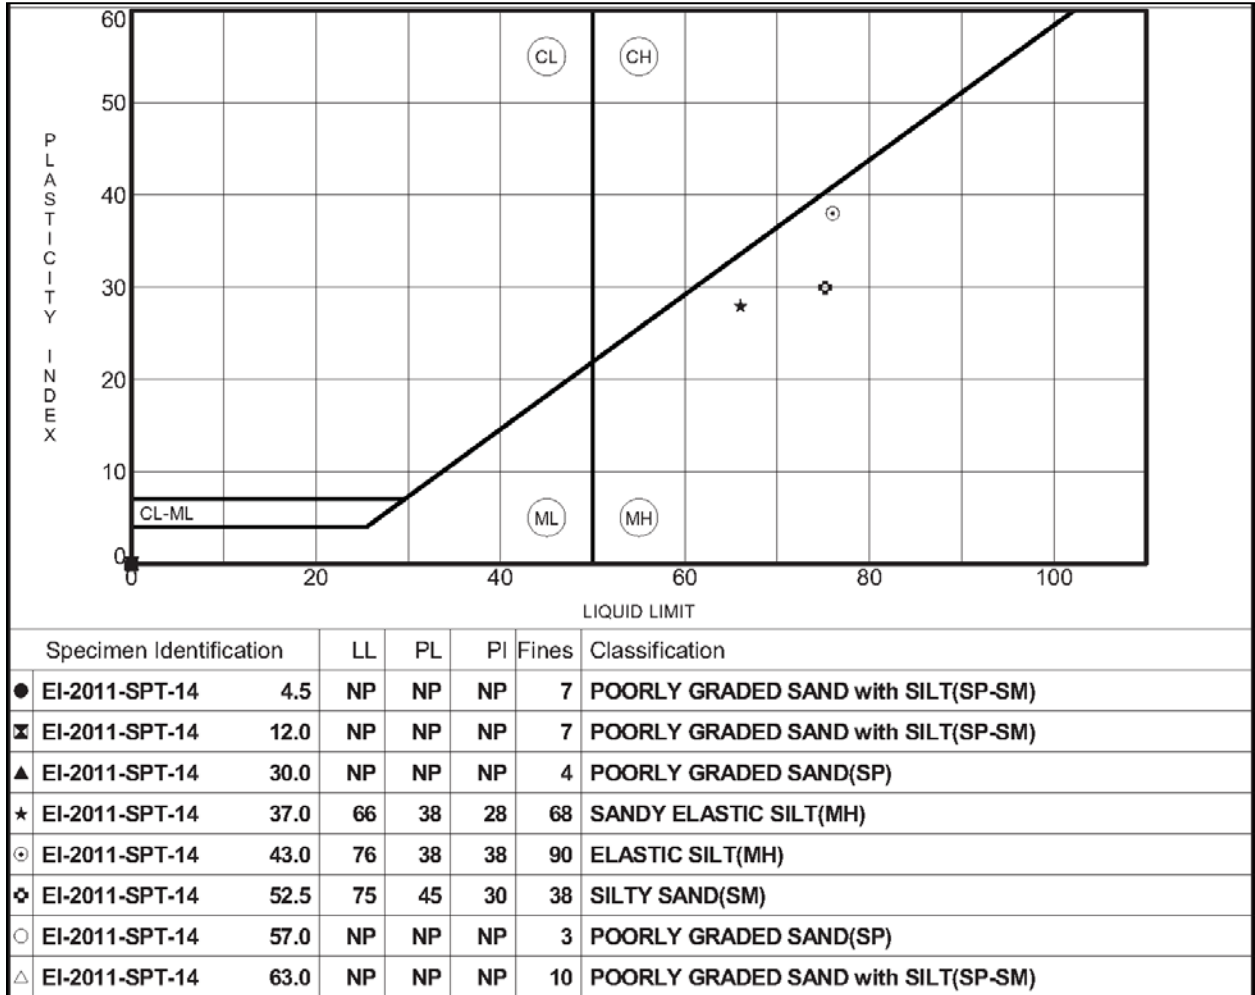 60
CL CH
50
PLASTICITY INDEX
40
30
20
10
CL-ML
ML MH
0
0 20 40 60 80 100
LIQUID LIMIT
Specimen Identification LL PL PI Fines Classification
EI-2011-SPT-14 4.5 NP NP NP 7 POORLY GRADED SAND with SILT(SP-SM)
EI-2011-SPT-14 12.0 NP NP NP 7 POORLY GRADED SAND with SILT(SP-SM)
EI-2011-SPT-14 30.0 NP NP NP 4 POORLY GRADED SAND(SP)
EI-2011-SPT-14 37.0 66 38 28 68 SANDY ELASTIC SILT(MH)
EI-2011-SPT-14 43.0 76 38 38 90 ELASTIC SILT(MH)
EI-2011-SPT-14 52.5 75 45 30 38 SILTY SAND(SM)
EI-2011-SPT-14 57.0 NP NP NP 3 POORLY GRADED SAND(SP)
EI-2011-SPT-14 63.0 NP NP NP 10 POORLY GRADED SAND with SILT(SP-SM)